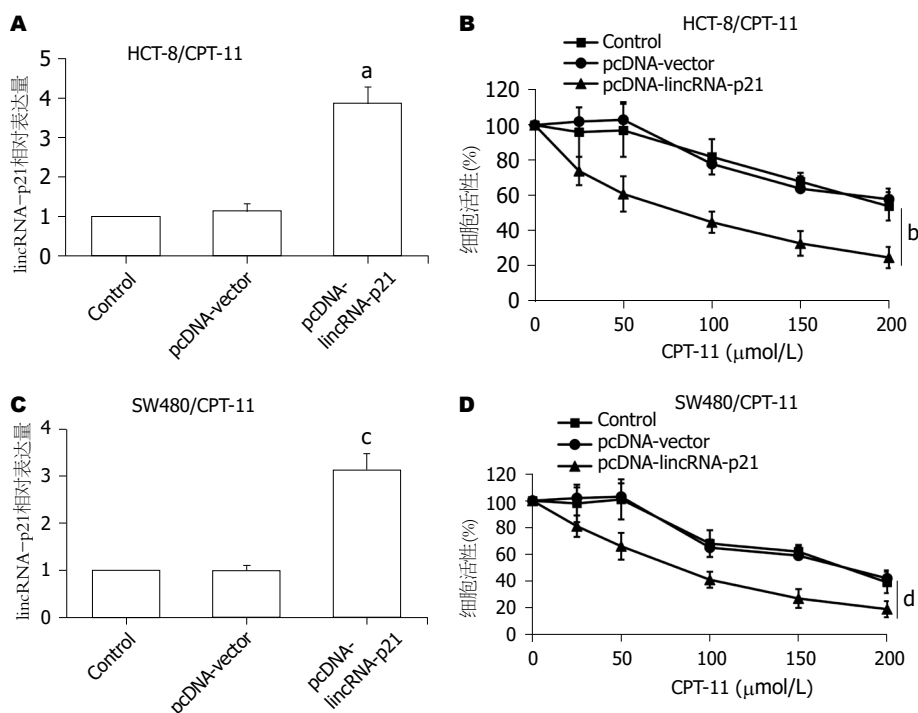 A
HCT-8/CPT-11
lincRNA-p21相对表达量
5
4
3
2
1
0
a
Control
pcDNA-vector
pcDNA-
lincRNA-p21
B
HCT-8/CPT-11
Control
pcDNA-vector
pcDNA-lincRNA-p21
细胞活性(%)
120
100
80
60
40
20
0
b
0
50
100
150
200
CPT-11 (μmol/L)
C
SW480/CPT-11
lincRNA-p21相对表达量
4
3
2
1
0
c
Control
pcDNA-vector
pcDNA-
lincRNA-p21
D
SW480/CPT-11
Control
pcDNA-vector
pcDNA-lincRNA-p21
细胞活性(%)
120
100
80
60
40
20
0
d
0
50
100
150
200
CPT-11 (μmol/L)